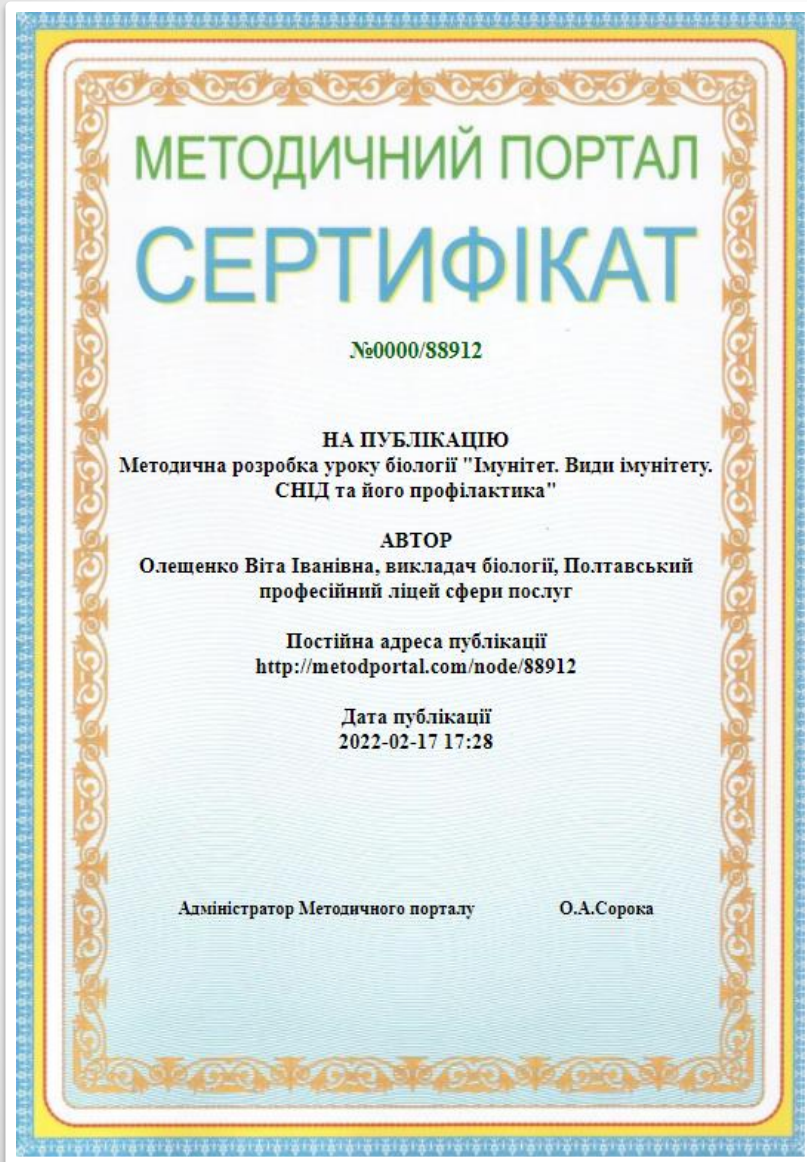 МЕТОДИЧНИЙ ПОРТАЛ
СЕРТИФІКАТ
№0000/88912
НА ПУБЛІКАЦІЮ
Методична розробка уроку біології "Імунітет. Види імунітету.
СНІД та його профілактика"
АВТОР
Олещенко Віта Іванівна, викладач біології, Полтавський
професійний ліцей сфери послуг
Постійна адреса публікації
http://metodportal.com/node/88912
Дата публікації
2022-02-17 17:28
Адміністратор Методичного порталу О.А.Сорока